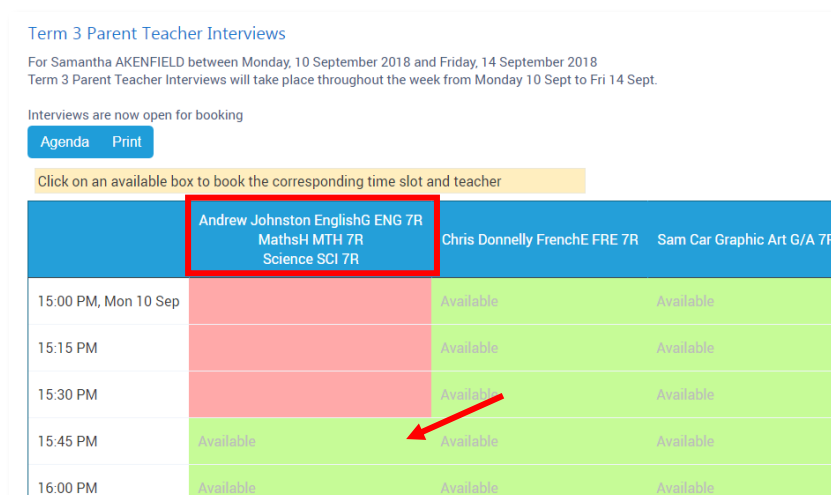 Term 3 Parent Teacher Interviews
For Samantha AKENFIELD between Monday, 10 September 2018 and Friday, 14 September 2018
Term 3 Parent Teacher Interviews will take place throughout the week from Monday 10 Sept to Fri 14 Sept.
Interviews are now open for booking
Agenda Print
Click on an available box to book the corresponding time slot and teacher
Andrew Johnston EnglishG ENG 7R
MathsH MTH 7R
Science SCI 7R
Chris Donnelly FrenchE FRE 7R
Sam Car Graphic Art G/A 7R
15:00 PM, Mon 10 Sep Available Available
15:15 PM Available Available
15:30 PM Available Available
15:45 PM Available Available Available
16:00 PM Available Available Available